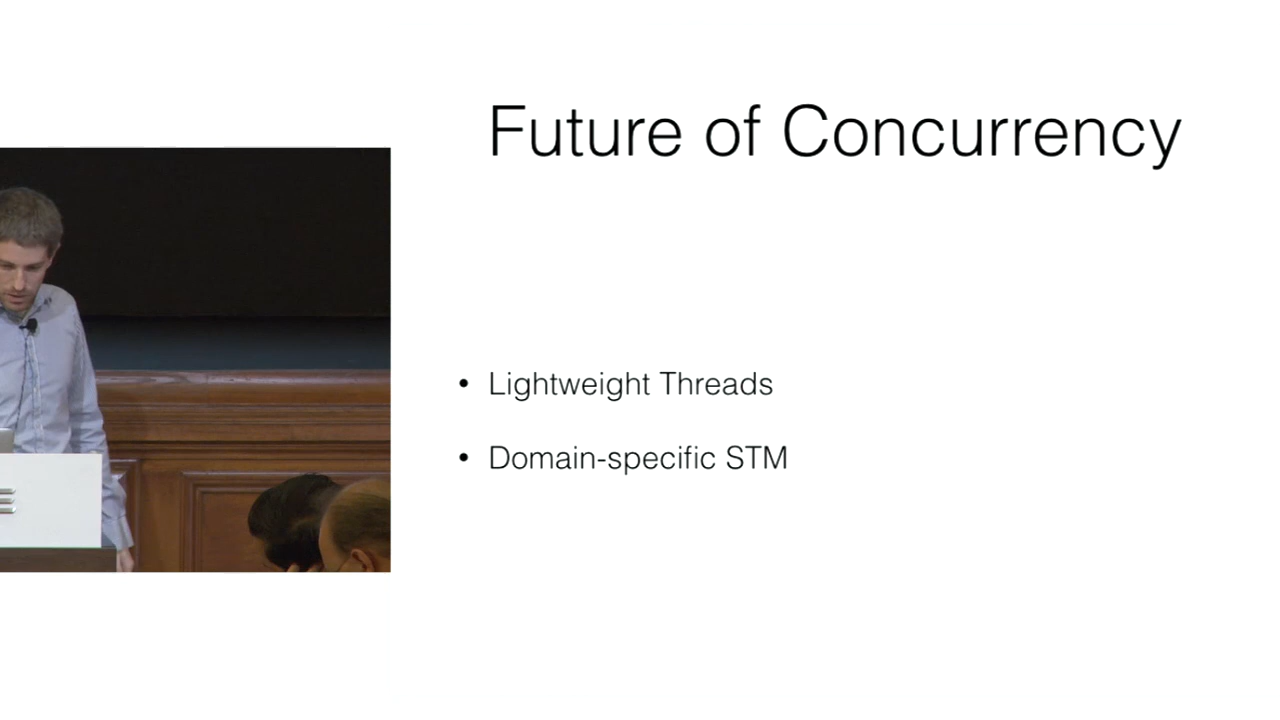 Future of Concurrency
• Lightweight Threads
• Domain-specific STM